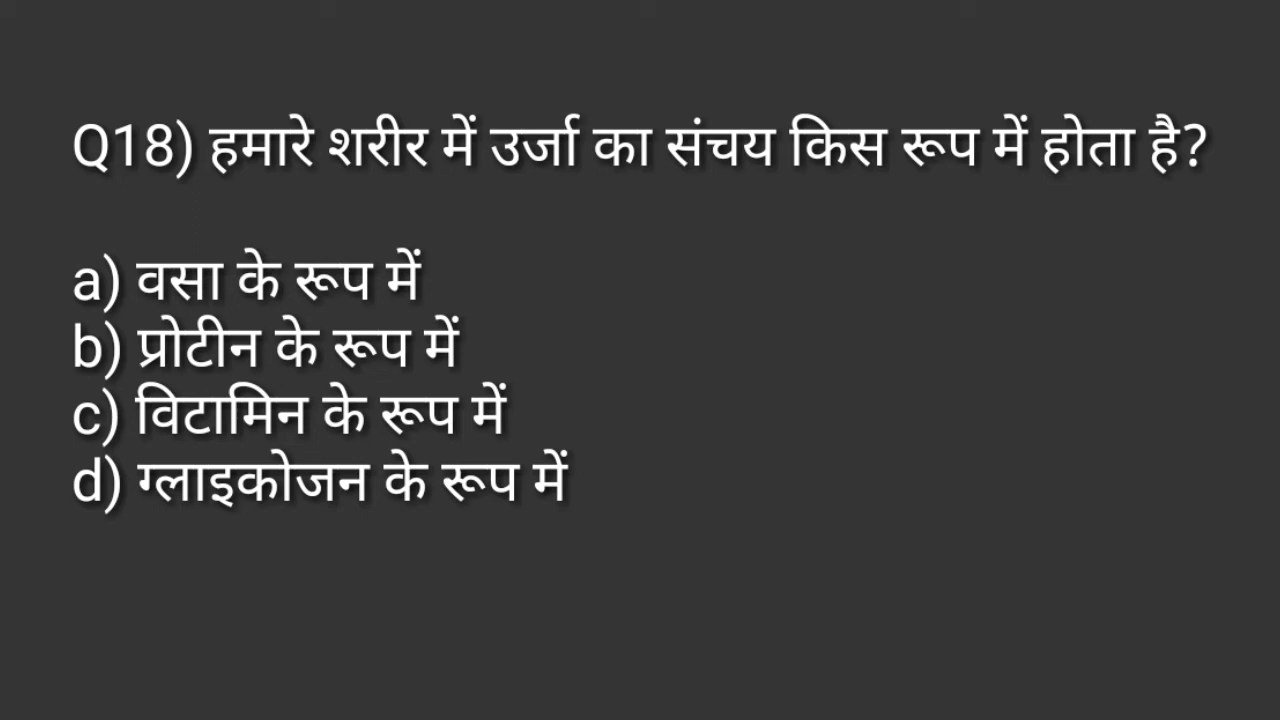 Q18) हमारे शरीर में उर्जा का संचय किस रूप में होता है?
a) वसा के रूप में
b) प्रोटीन के रूप में
c) विटामिन के रूप में
d) ग्लाइकोजन के रूप में